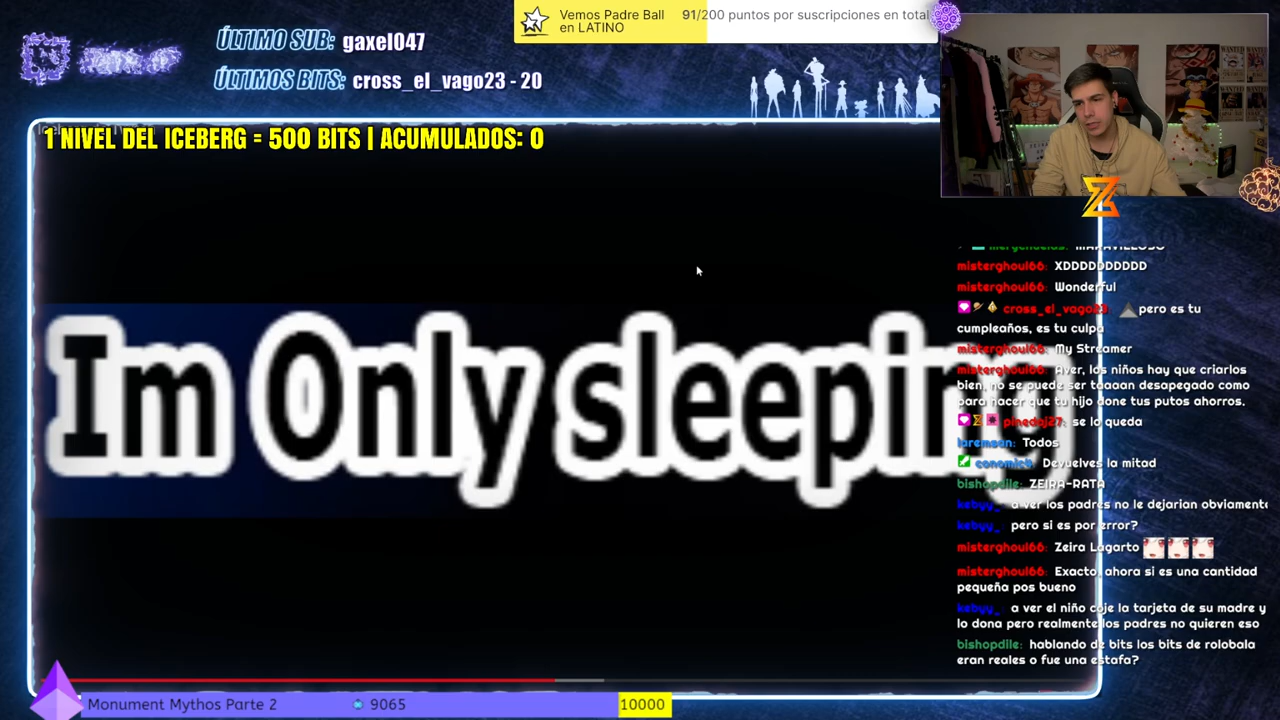 ÚLTIMO SUB: gaxel047
ÚLTIMOS BITS: cross_el_vago23 - 20
Vemos Padre Ball
en LATINO
91/200 puntos por suscripciones en total
1 NIVEL DEL ICEBERG = 500 BITS | ACUMULADOS: 0
Im Only sleeping
misterghoul66: XDDDDDDDDDD
misterghoul66: Wonderful
cross_el_vago23 pero es tu
cumpleaños, es tu culpa
misterghoul66: My Streamer
misterghoul66: Aver, los niños hay que criarlos
bien, no se puede ser taaaan desapegado como
para hacer que tu hijo done tus putos ahorros.
pinedoj27: se lo queda
Todos
Devuelves la mitad
bishopdile: ZEIRA-RATA
kebyy_: a ver los padres no le dejarian obviamente
kebyy_: pero si es por error?
misterghoul66: Zeira Lagarto
misterghoul66: Exacto, ahora si es una cantidad
pequeña pos bueno
kebyy_: a ver el niño coje la tarjeta de su madre y
lo dona pero realmente los padres no quieren eso
bishopdile: hablando de bits los bits de rolobala
eran reales o fue una estafa?
Monument Mythos Parte 2
9065
10000